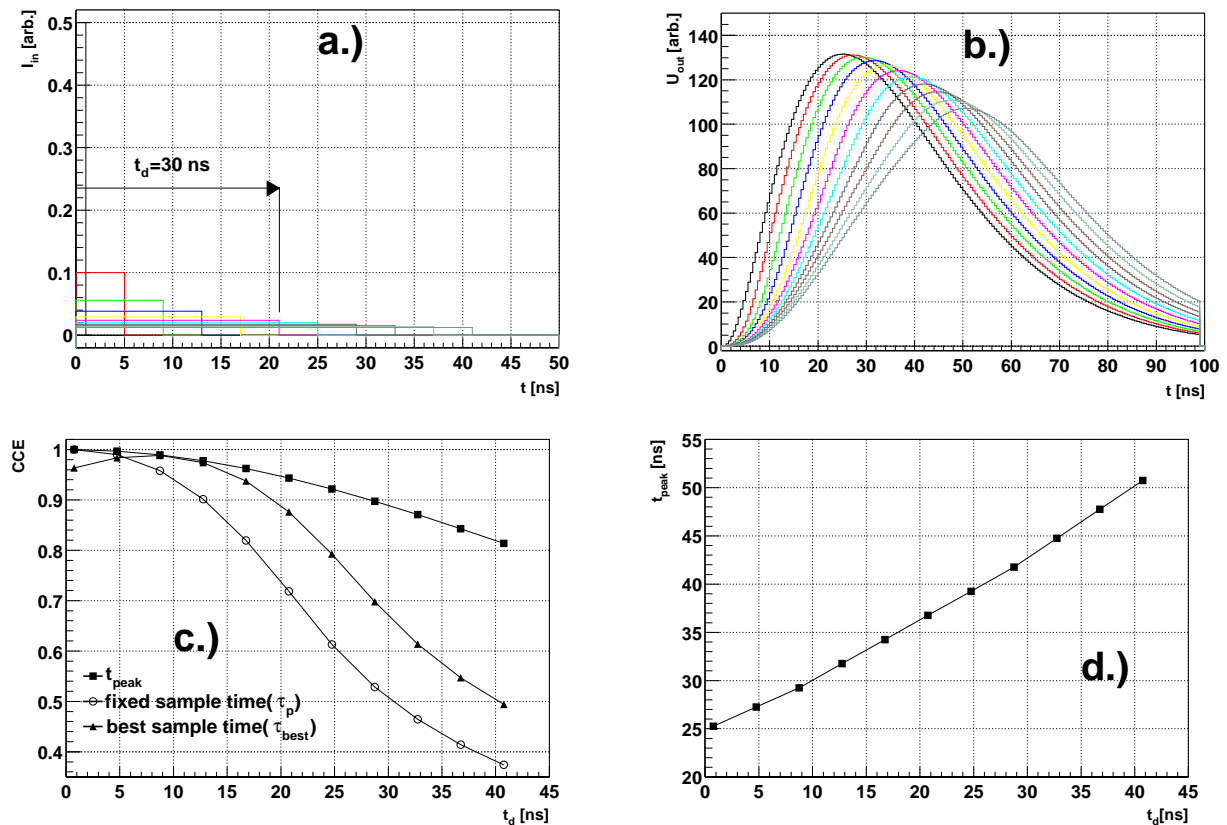 I_in [arb.]
0.5
0.4
0.3
0.2
0.1
0
a.)
t_d=30 ns
0 5 10 15 20 25 30 35 40 45 50
t [ns]
U_out [arb.]
140
120
100
80
60
40
20
0
b.)
0 10 20 30 40 50 60 70 80 90 100
t [ns]
CCE
1
0.9
0.8
0.7
0.6
0.5
0.4
c.)
t_peak
fixed sample time(τ_p)
best sample time(τ_best)
0 5 10 15 20 25 30 35 40 45
t_d [ns]
t_peak [ns]
55
50
45
40
35
30
25
20
d.)
0 5 10 15 20 25 30 35 40 45
t_d[ns]